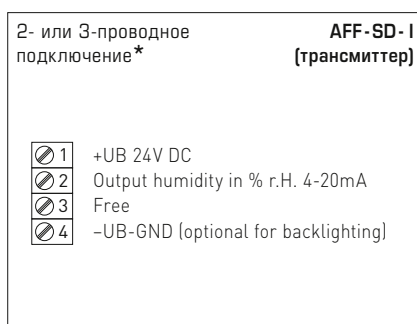 2- или 3-проводное
подключение*
AFF-SD-I
(трансмиттер)
1 +UB 24V DC
2 Output humidity in % r.H. 4-20mA
3 Free
4 –UB-GND (optional for backlighting)